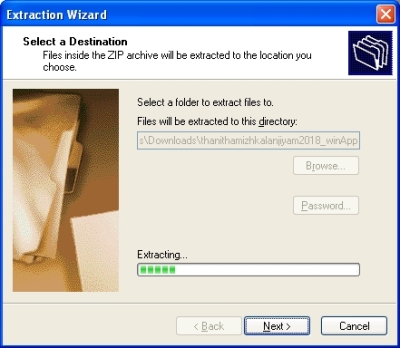 Extraction Wizard
Select a Destination
Files inside the ZIP archive will be extracted to the location you
choose.
Select a folder to extract files to.
Files will be extracted to this directory:
s\Downloads\thanithamizhkalanjiyam2018_winApp
Browse...
Password...
Extracting...
< Back
Next >
Cancel